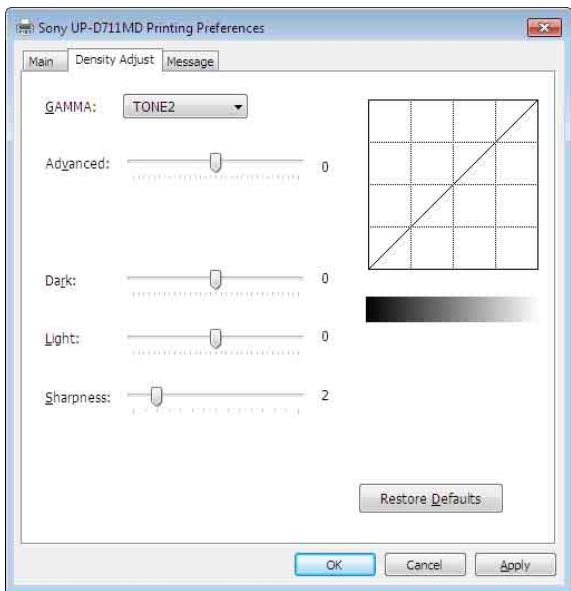 Sony UP-D711MD Printing Preferences
Main Density Adjust Message
GAMMA: TONE2
Advanced: 0
Dark: 0
Light: 0
Sharpness: 2
Restore Defaults
OK Cancel Apply